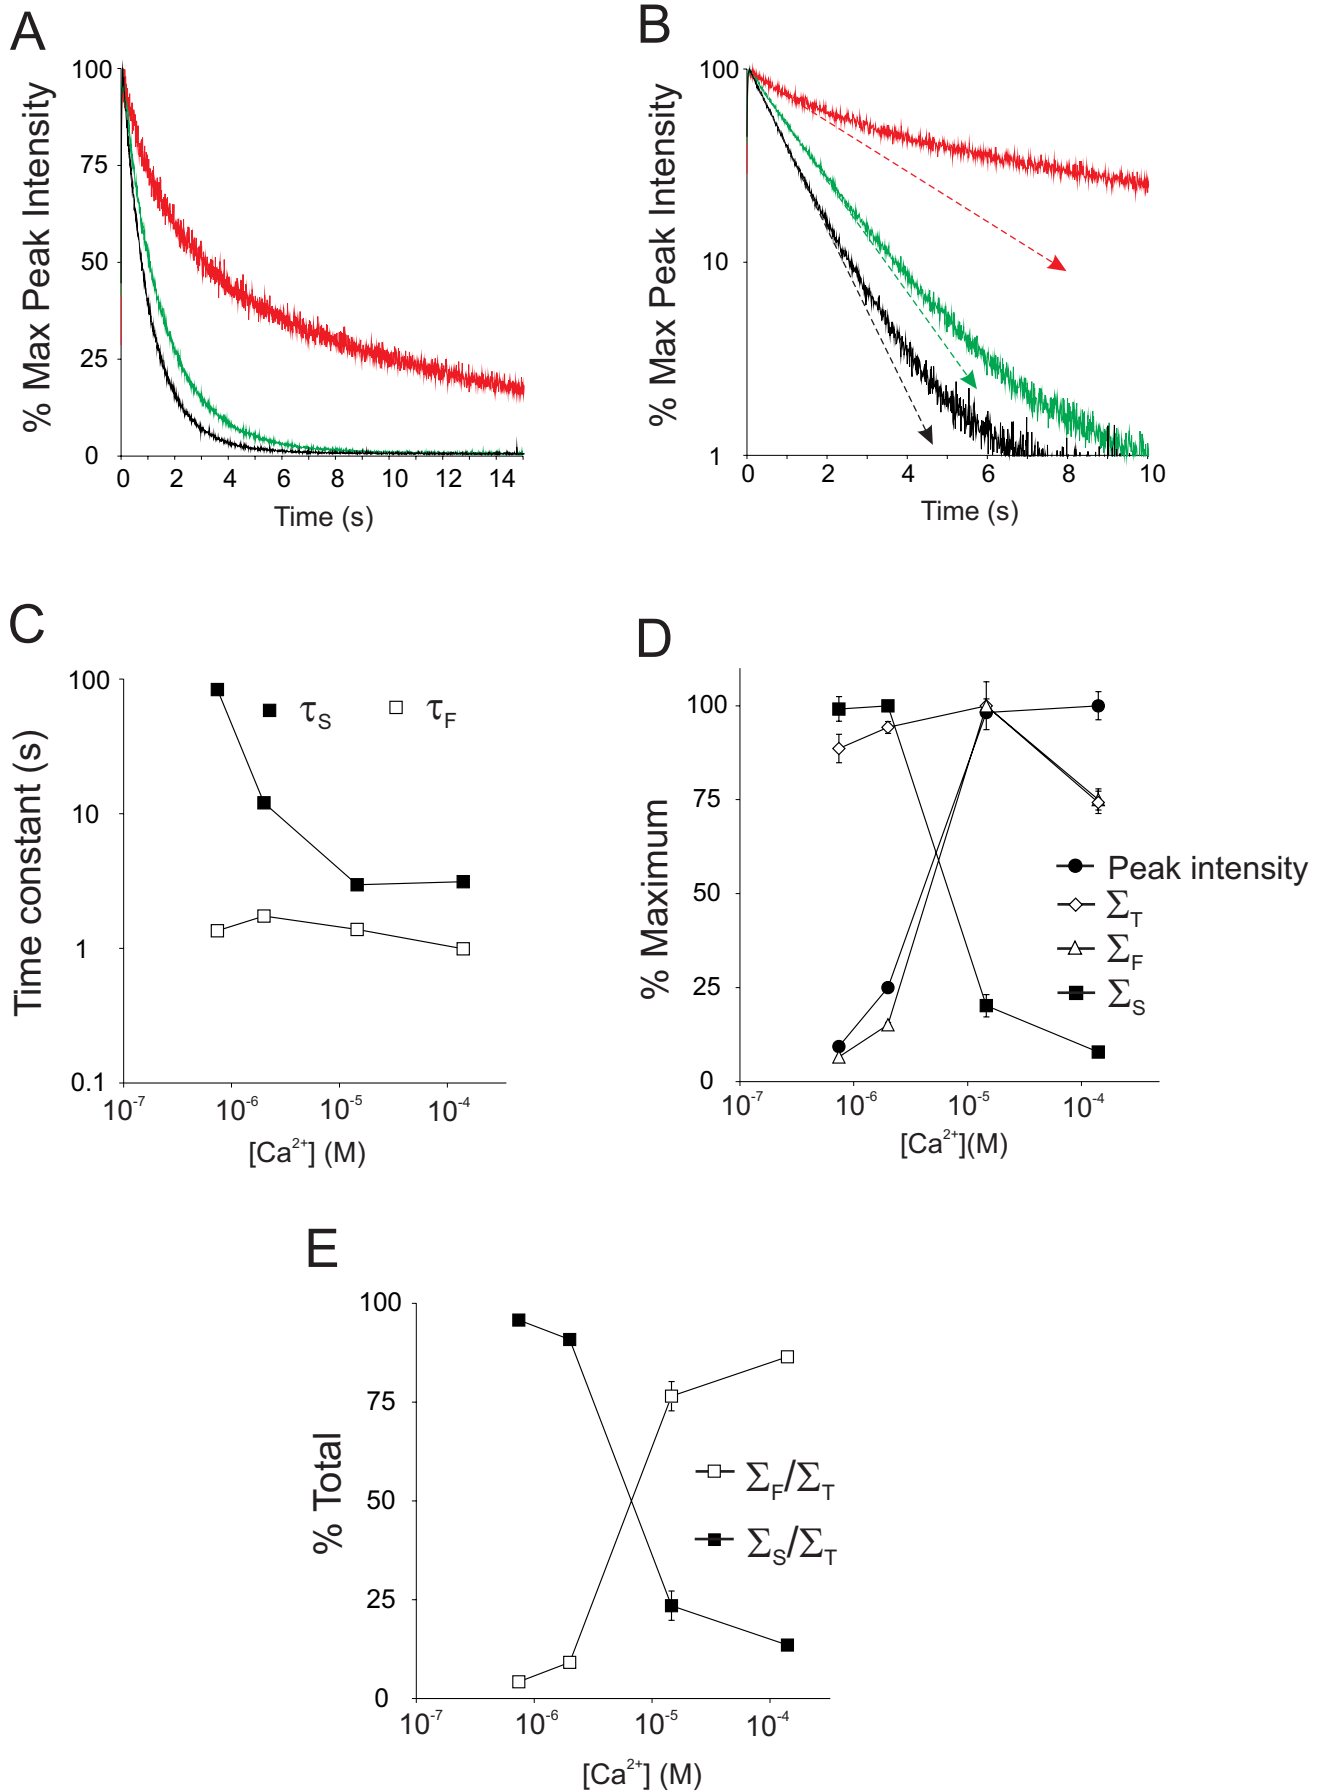 A
B
% Max Peak Intensity
100
75
50
25
0
0 2 4 6 8 10 12 14
Time (s)
% Max Peak Intensity
100
10
1
0 2 4 6 8 10
Time (s)
C
D
Time constant (s)
100
10
1
0.1
τS
τF
10-7 10-6 10-5 10-4
[Ca2+] (M)
% Maximum
100
75
50
25
0
Peak intensity
ΣT
ΣF
ΣS
10-7 10-6 10-5 10-4
[Ca2+](M)
E
% Total
100
75
50
25
0
ΣF/ΣT
ΣS/ΣT
10-7 10-6 10-5 10-4
[Ca2+] (M)